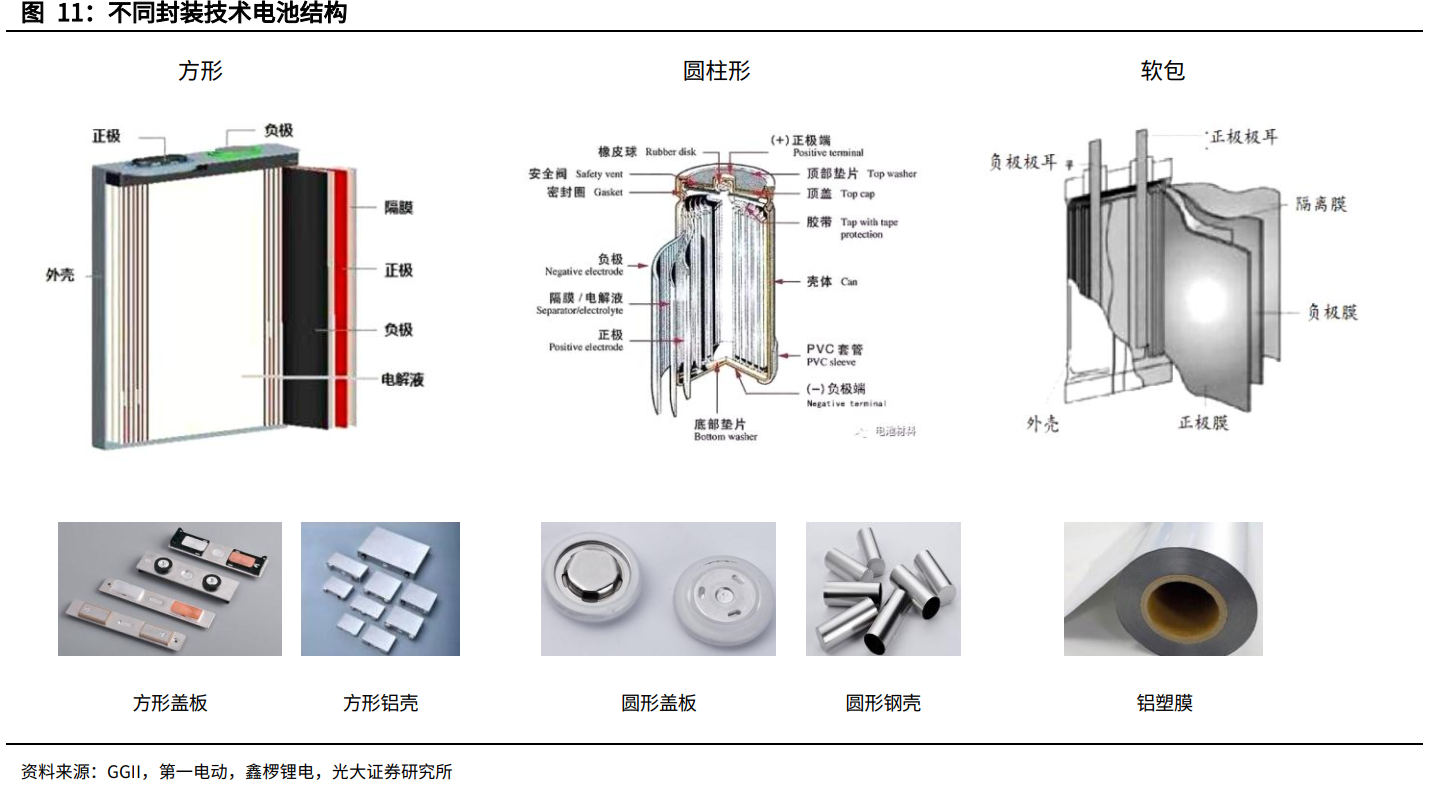 图 11：不同封装技术电池结构
方形
圆柱形
软包
正极
负极
隔膜
外壳
正极
负极
电解液
橡皮球 Rubber disk
(+)正极端
Positive terminal
安全阀 Safety vent
顶部垫片 Top washer
密封圈 Gasket
顶盖 Top cap
胶带 Tap with tape
protection
负极
Negative electrode
壳体 Can
隔膜/电解液
Separator/electrolyte
正极
Positive electrode
PVC 套管
PVC sleeve
(—)负极端
Negative terminal
底部垫片
Bottom washer
电池材料
正极极耳
负极极耳
隔离膜
负极膜
外壳
正极膜
方形盖板
方形铝壳
圆形盖板
圆形钢壳
铝塑膜
资料来源：GGII，第一电动，鑫椤锂电，光大证券研究所